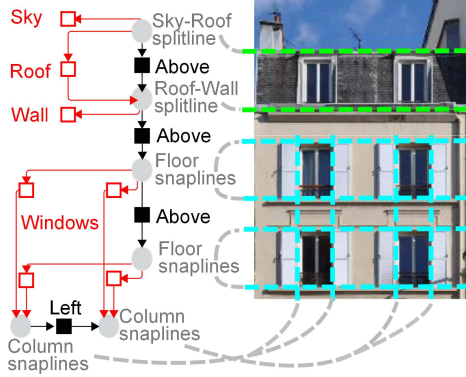 Sky
Sky-Roof
splitline
Above
Roof
Roof-Wall
splitline
Wall
Above
Floor
snaplines
Windows
Above
Floor
snaplines
Left
Column
snaplines
Column
snaplines